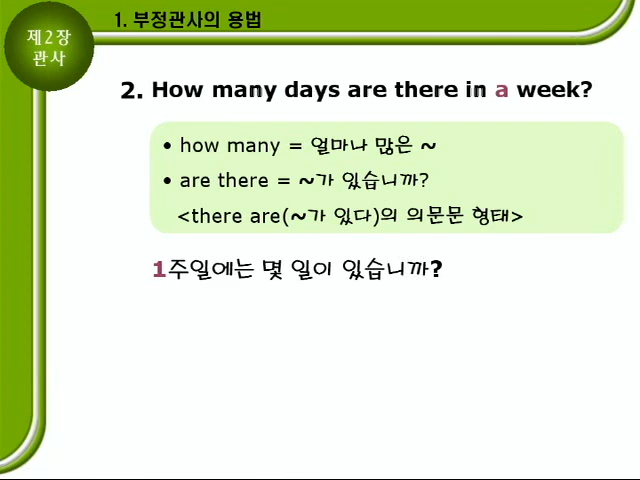 제2장
관사
1. 부정관사의 용법
2. How many days are there in a week?
• how many = 얼마나 많은 ~
• are there = ~가 있습니까?
<there are(~가 있다)의 의문문 형태>
1주일에는 몇 일이 있습니까?